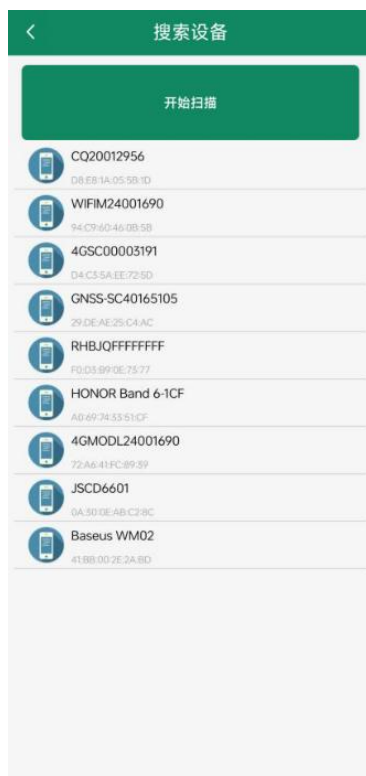 搜索设备
开始扫描
CQ20012956
D8:E8:1A:05:5B:1D
WIFIM24001690
94:C9:60:46:0B:5B
4GSC00003191
D4:C3:5A:EE:72:5D
GNSS-SC40165105
29:DE:AE:25:C4:AC
RHBJQFFFFFFFF
F0:D3:B9:0E:75:77
HONOR Band 6-1CF
A0:69:74:33:51:CF
4GMODL24001690
72:A6:41:FC:89:39
JSCD6601
0A:50:0E:AB:C2:8C
Baseus WM02
41:BB:00:2E:2A:BD